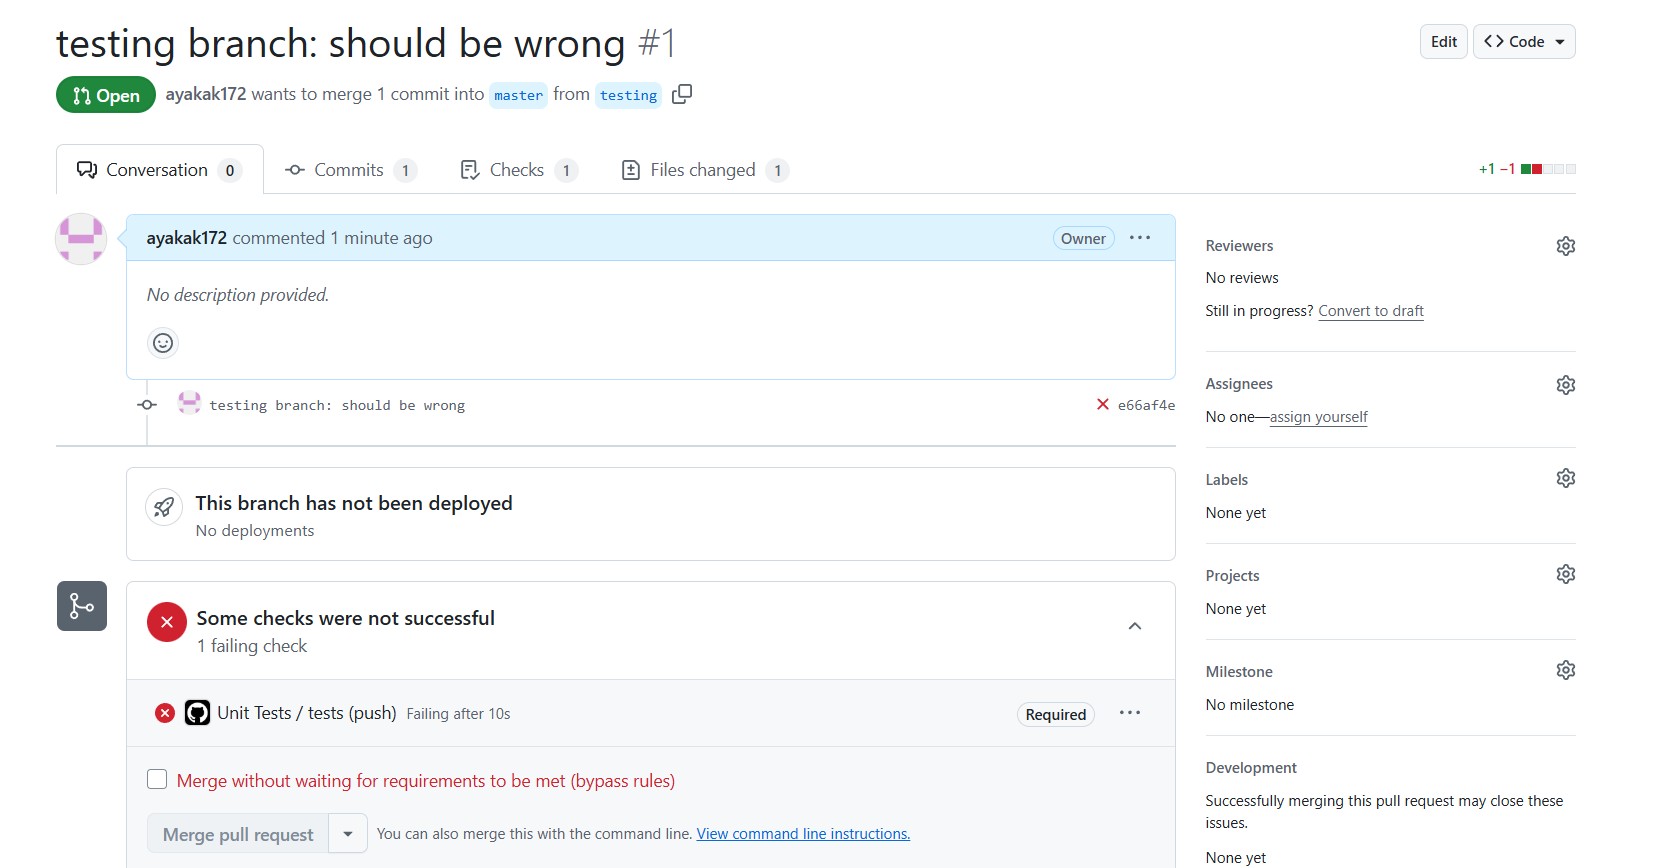 testing branch: should be wrong #1
Edit
Code
Open
ayakak172 wants to merge 1 commit into master from testing
Conversation 0
Commits 1
Checks 1
Files changed 1
+1 −1
ayakak172 commented 1 minute ago
Owner
No description provided.
testing branch: should be wrong
e66af4e
This branch has not been deployed
No deployments
Some checks were not successful
1 failing check
Unit Tests / tests (push) Failing after 10s
Required
Merge without waiting for requirements to be met (bypass rules)
Merge pull request
You can also merge this with the command line. View command line instructions.
Reviewers
No reviews
Still in progress? Convert to draft
Assignees
No one—assign yourself
Labels
None yet
Projects
None yet
Milestone
No milestone
Development
Successfully merging this pull request may close these
issues.
None yet